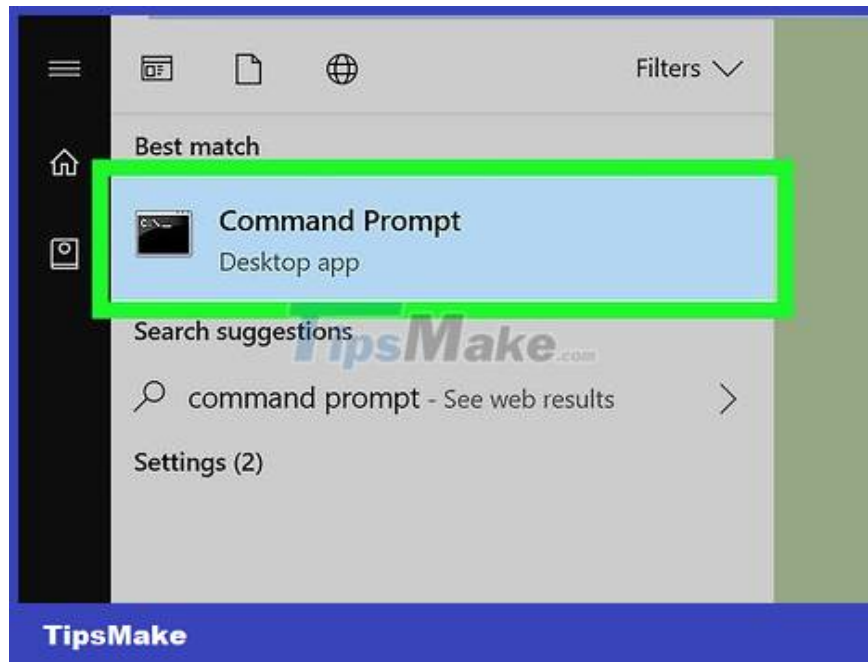 Filters
Best match
C:\_
Command Prompt
Desktop app
Search suggestions
TipsMake.com
command prompt - See web results
Settings (2)
TipsMake